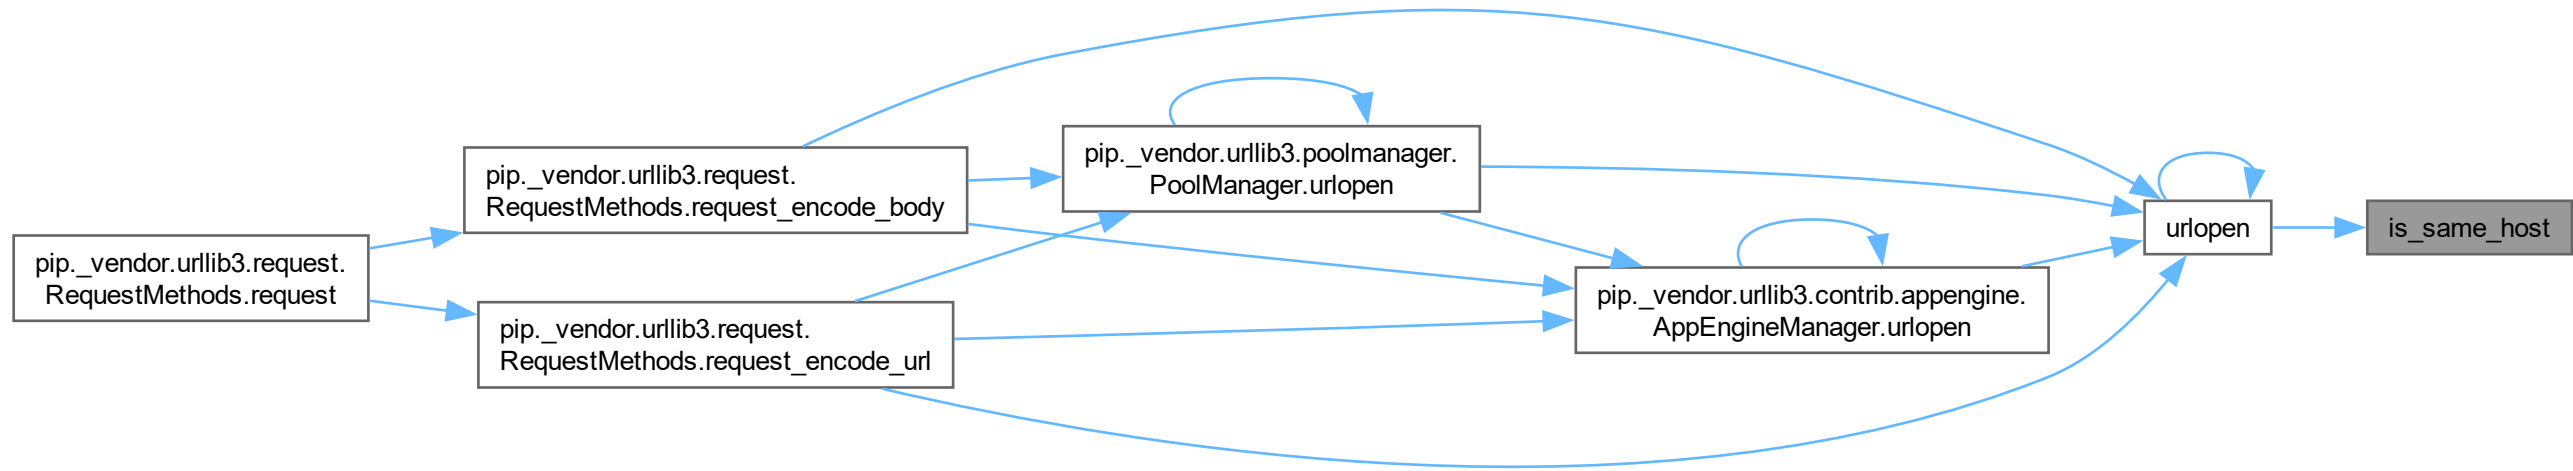 pip._vendor.urllib3.request.
RequestMethods.request
pip._vendor.urllib3.request.
RequestMethods.request_encode_body
pip._vendor.urllib3.request.
RequestMethods.request_encode_url
pip._vendor.urllib3.poolmanager.
PoolManager.urlopen
pip._vendor.urllib3.contrib.appengine.
AppEngineManager.urlopen
urlopen
is_same_host